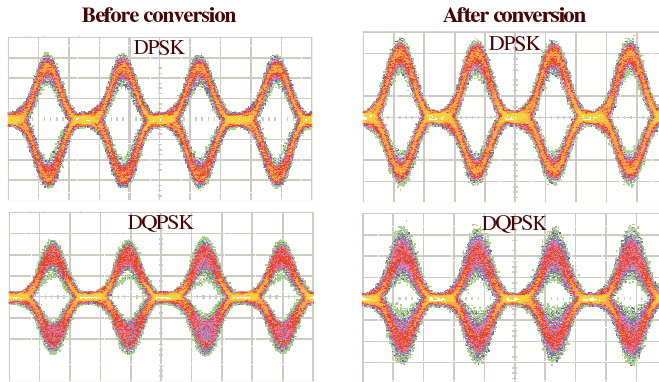 Before conversion
After conversion
DPSK
DPSK
DQPSK
DQPSK